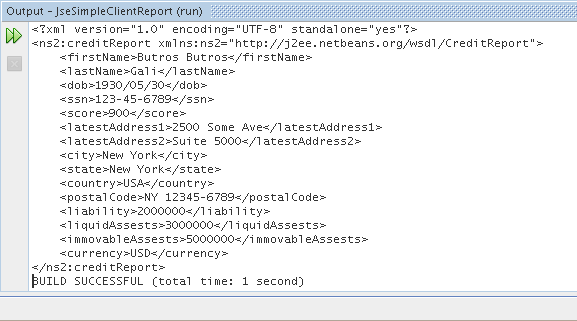 Output - JseSimpleClientReport (run)
<?xml version="1.0" encoding="UTF-8" standalone="yes"?>
<ns2:creditReport xmlns:ns2="http://j2ee.netbeans.org/wsdl/CreditReport">
    <firstName>Butros Butros</firstName>
    <lastName>Gali</lastName>
    <dob>1930/05/30</dob>
    <ssn>123-45-6789</ssn>
    <score>900</score>
    <latestAddress1>2500 Some Ave</latestAddress1>
    <latestAddress2>Suite 5000</latestAddress2>
    <city>New York</city>
    <state>New York</state>
    <country>USA</country>
    <postalCode>NY 12345-6789</postalCode>
    <liability>2000000</liability>
    <liquidAssests>3000000</liquidAssests>
    <immovableAssests>5000000</immovableAssests>
    <currency>USD</currency>
</ns2:creditReport>
BUILD SUCCESSFUL (total time: 1 second)